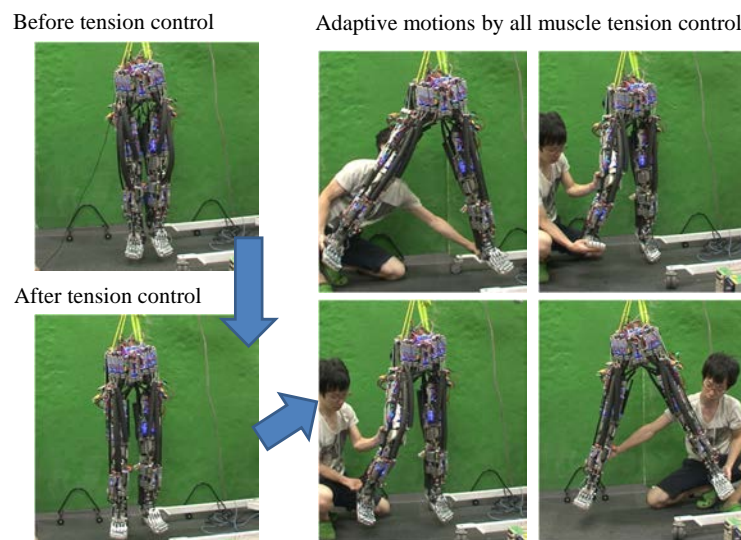 Before tension control
Adaptive motions by all muscle tension control
After tension control